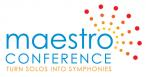 maestro
CONFERENCE
TURN SOLOS INTO SYMPHONIES